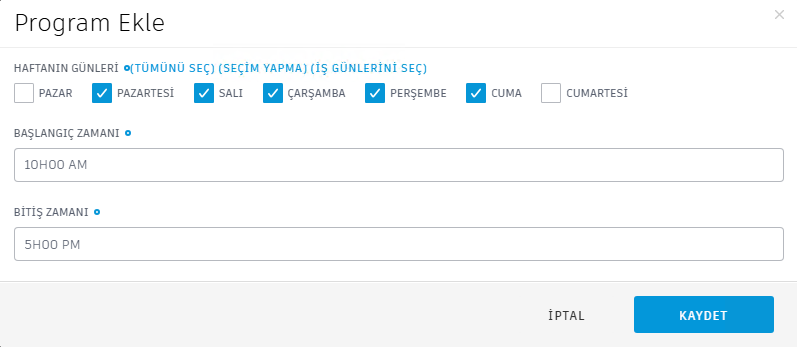 Program Ekle
HAFTANIN GÜNLERİ (TÜMÜNÜ SEÇ) (SEÇİM YAPMA) (İŞ GÜNLERİNİ SEÇ)
PAZAR PAZARTESİ SALI ÇARŞAMBA PERŞEMBE CUMA CUMARTESİ
BAŞLANGIÇ ZAMANI
10H00 AM
BİTİŞ ZAMANI
5H00 PM
İPTAL KAYDET